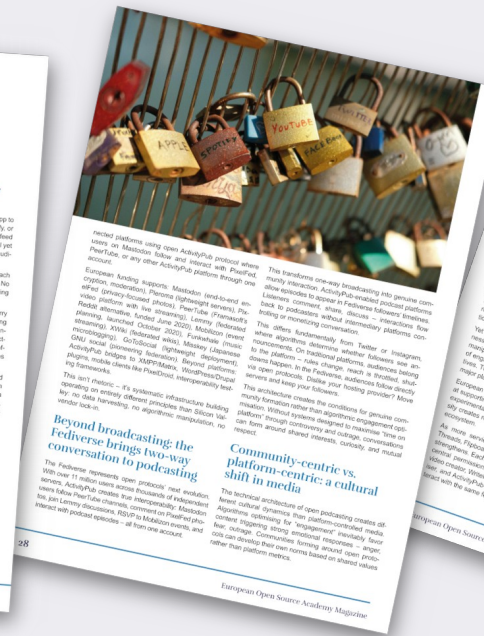 APPLE
SPOTIFY
YOUTUBE
FACEBOOK
TWITTER
nected platforms using open ActivityPub protocol where
users on Mastodon follow and interact with PixelFed,
PeerTube, or any other ActivityPub platform through one
account.
European funding supports: Mastodon (end-to-end en-
cryption, moderation), Pleroma (lightweight servers), Pix-
elFed (privacy-focused photos), PeerTube (Framasoft's
video platform with live streaming), Lemmy (federated
Reddit alternative, funded June 2020), Mobilizon (event
planning, launched October 2020), Funkwhale (music
streaming), XWiki (federated wikis), Misskey (Japanese
microblogging), GoToSocial (lightweight deployment),
GNU social (pioneering federation). Beyond platforms:
ActivityPub bridges to XMPP/Matrix, WordPress/Drupal
plugins, mobile clients like PixelDroid, interoperability test-
ing frameworks.
This isn't rhetoric – it's systematic infrastructure building
operating on entirely different principles than Silicon Val-
ley: no data harvesting, no algorithmic manipulation, no
vendor lock-in.
Beyond broadcasting: the
Fediverse brings two-way
conversation to podcasting
The Fediverse represents open protocols' next evolution.
With over 11 million users across thousands of independent
servers, ActivityPub creates true interoperability: Mastodon
users follow PeerTube channels, comment on PixelFed pho-
tos, join Lemmy discussions, RSVP to Mobilizon events, and
interact with podcast episodes – all from one account.
28
This transforms one-way broadcasting into genuine com-
munity interaction. ActivityPub-enabled podcast platforms
allow episodes to appear in Fediverse followers' timelines.
Listeners comment, share, discuss – interactions flow
back to podcasters without intermediary platforms con-
trolling or monetizing conversation.
This differs fundamentally from Twitter or Instagram,
where algorithms determine whether followers see an-
nouncements. On traditional platforms, audiences belong
to the platform – rules change, reach is throttled, shut-
downs happen. In the Fediverse, audiences follow directly
via open protocols. Dislike your hosting provider? Move
servers and keep your followers.
This architecture creates the conditions for genuine com-
munity formation rather than algorithmic engagement opti-
misation. Without systems designed to maximise "time on
platform" through controversy and outrage, conversations
can form around shared interests, curiosity, and mutual
respect.
Community-centric vs.
platform-centric: a cultural
shift in media
The technical architecture of open podcasting creates dif-
ferent cultural dynamics than platform-controlled media.
Algorithms optimising for "engagement" inevitably favour
content triggering strong emotional responses – anger,
fear, outrage. Communities forming around open proto-
cols can develop their own norms based on shared values
rather than platform metrics.
European Open Source Academy Magazine